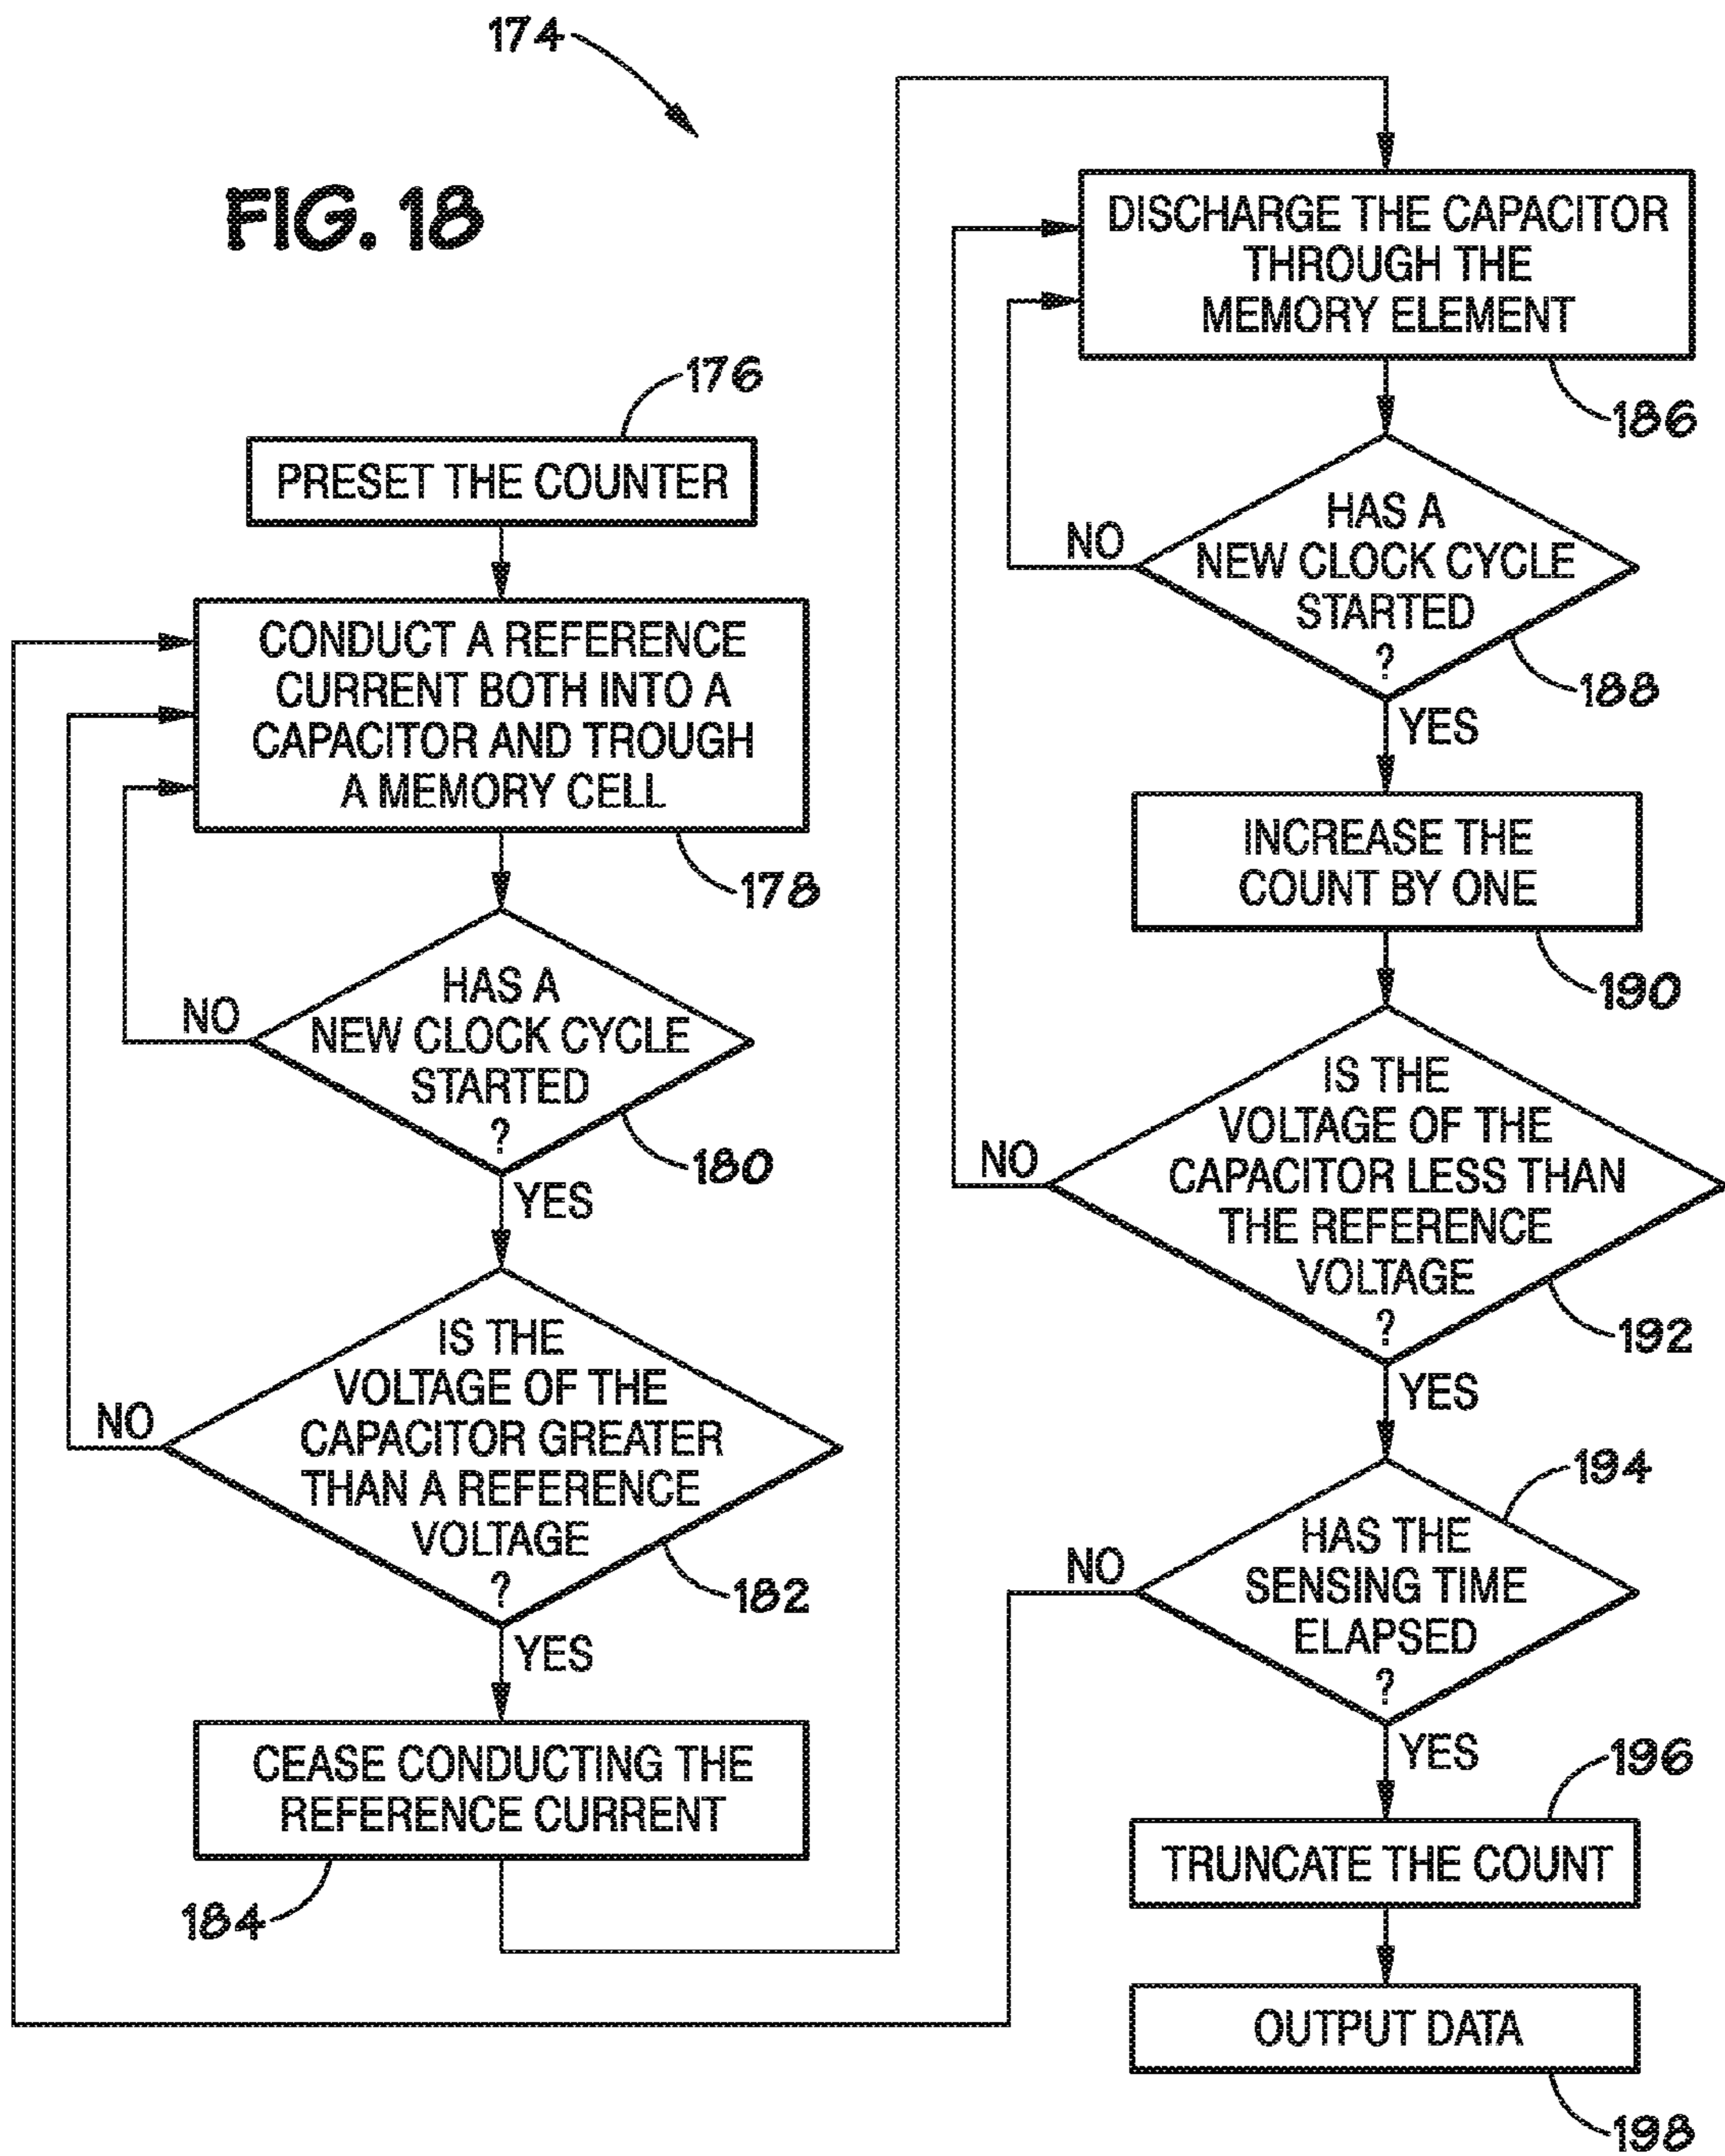 174
FIG. 18
176
PRESET THE COUNTER
CONDUCT A REFERENCE
CURRENT BOTH INTO A
CAPACITOR AND TROUGH
A MEMORY CELL
178
HAS A
NEW CLOCK CYCLE
STARTED
?
NO
180
YES
IS THE
VOLTAGE OF THE
CAPACITOR GREATER
THAN A REFERENCE
VOLTAGE
?
NO
182
YES
CEASE CONDUCTING THE
REFERENCE CURRENT
184
DISCHARGE THE CAPACITOR
THROUGH THE
MEMORY ELEMENT
186
HAS A
NEW CLOCK CYCLE
STARTED
?
NO
188
YES
INCREASE THE
COUNT BY ONE
190
IS THE
VOLTAGE OF THE
CAPACITOR LESS THAN
THE REFERENCE
VOLTAGE
?
NO
192
YES
194
HAS THE
SENSING TIME
ELAPSED
?
NO
YES
196
TRUNCATE THE COUNT
OUTPUT DATA
198